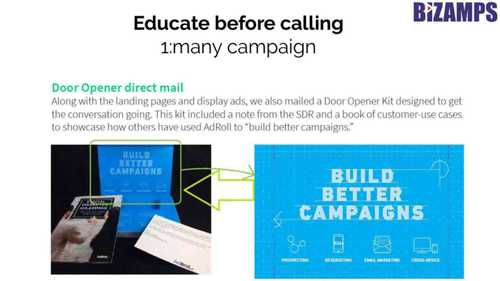 BIZAMPS
Educate before calling
1:many campaign
Door Opener direct mail
Along with the landing pages and display ads, we also mailed a Door Opener Kit designed to get
the conversation going. This kit included a note from the SDR and a book of customer-use cases
to showcase how others have used AdRoll to “build better campaigns.”
BUILD
BETTER
CAMPAIGNS
BUILD
BETTER
CAMPAIGNS
PROSPECTING RETARGETING EMAIL MARKETING CROSS-DEVICE